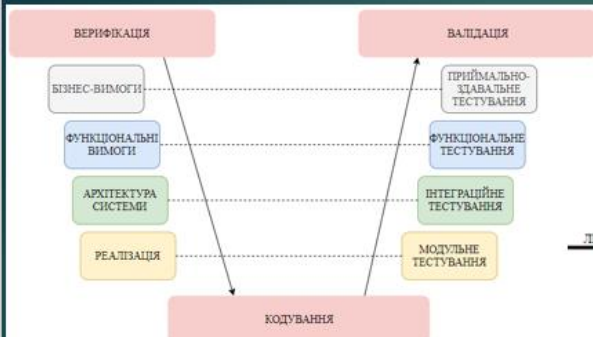 ВЕРИФІКАЦІЯ
ВАЛІДАЦІЯ
БІЗНЕС-ВИМОГИ
ПРИЙМАЛЬНО-
ЗДАВАЛЬНЕ
ТЕСТУВАННЯ
ФУНКЦІОНАЛЬНІ
ВИМОГИ
ФУНКЦІОНАЛЬНЕ
ТЕСТУВАННЯ
АРХІТЕКТУРА
СИСТЕМИ
ІНТЕГРАЦІЙНЕ
ТЕСТУВАННЯ
РЕАЛІЗАЦІЯ
МОДУЛЬНЕ
ТЕСТУВАННЯ
КОДУВАННЯ